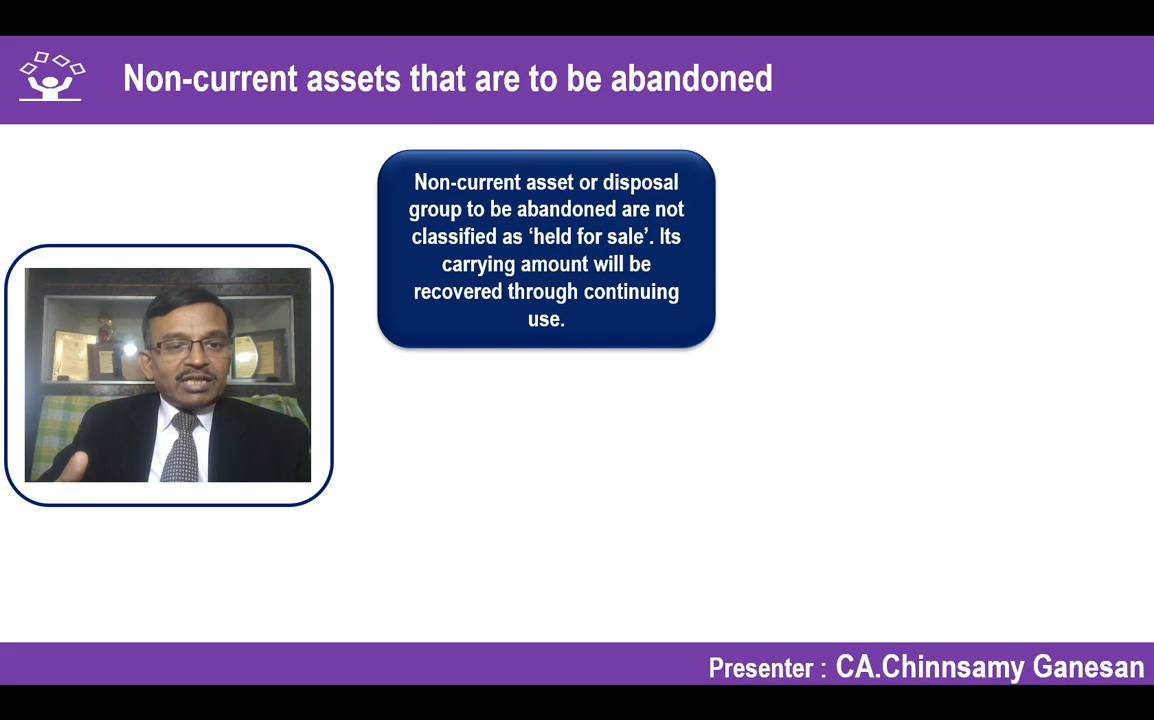 Non-current assets that are to be abandoned
Non-current asset or disposal
group to be abandoned are not
classified as ‘held for sale’. Its
carrying amount will be
recovered through continuing
use.
Presenter : CA.Chinnsamy Ganesan